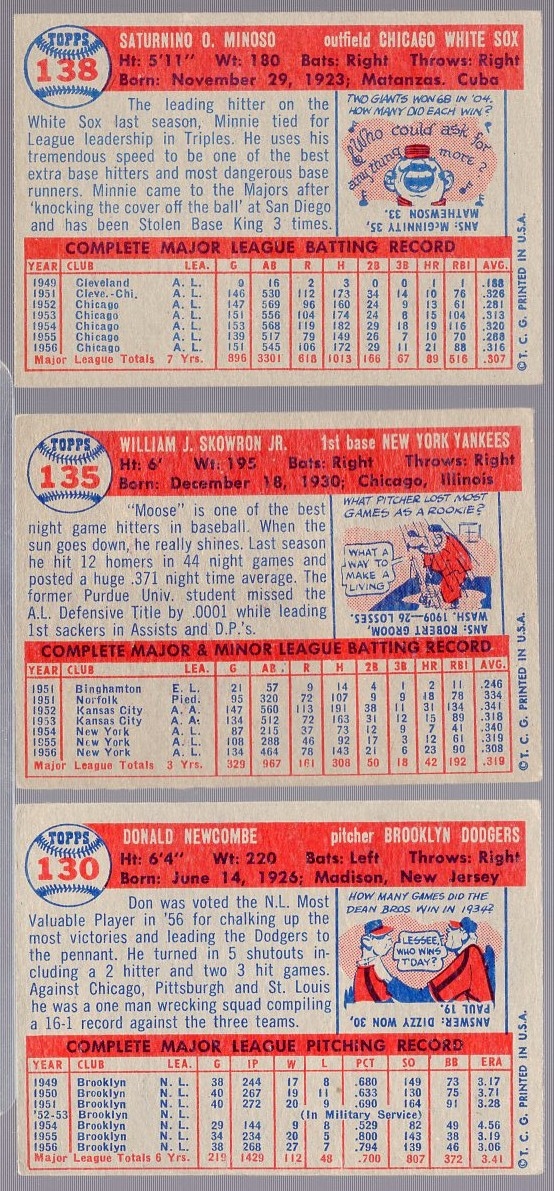 TOPPS
138
SATURNINO O. MINOSO outfield CHICAGO WHITE SOX
Ht: 5'11" Wt: 180 Bats: Right Throws: Right
Born: November 29, 1923; Matanzas. Cuba
The leading hitter on the
White Sox last season, Minnie tied for
League leadership in Triples. He uses his
tremendous speed to be one of the best
extra base hitters and most dangerous base
runners. Minnie came to the Majors after
'knocking the cover off the ball' at San Diego
and has been Stolen Base King 3 times.
TWO GIANTS WON 68 IN '04.
HOW MANY DID EACH WIN?
Who could ask for
anything more?
ANS: McGINNITY 35,
MATHEWSON 33.
COMPLETE MAJOR LEAGUE BATTING RECORD
YEAR CLUB LEA. G AB R H 2B 3B HR RBI AVG.
1949 Cleveland A. L. 9 16 2 3 0 0 1 1 .188
1951 Cleve.-Chi. A. L. 146 530 112 173 34 14 10 76 .326
1952 Chicago A. L. 147 569 96 160 24 9 13 61 .281
1953 Chicago A. L. 151 556 104 174 24 8 15 104 .313
1954 Chicago A. L. 153 568 119 182 29 18 19 116 .320
1955 Chicago A. L. 139 517 79 149 26 7 10 70 .288
1956 Chicago A. L. 151 545 106 172 29 11 21 88 .316
Major League Totals 7 Yrs. 896 3301 618 1013 166 67 89 516 .307
© T. C. G. PRINTED IN U.S.A.
TOPPS
135
WILLIAM J. SKOWRON JR. 1st base NEW YORK YANKEES
Ht: 6' Wt: 195 Bats: Right Throws: Right
Born: December 18, 1930; Chicago, Illinois
"Moose" is one of the best
night game hitters in baseball. When the
sun goes down, he really shines. Last season
he hit 12 homers in 44 night games and
posted a huge .371 night time average. The
former Purdue Univ. student missed the
A.L. Defensive Title by .0001 while leading
1st sackers in Assists and D.P.'s.
WHAT PITCHER LOST MOST
GAMES AS A ROOKIE?
WHAT A
WAY TO
MAKE A
LIVING
ANS: ROBERT GROOM,
WASH. 1909-26 LOSSES.
COMPLETE MAJOR & MINOR LEAGUE BATTING RECORD
YEAR CLUB LEA. G AB R H 2B 3B HR RBI AVG.
1951 Binghamton E. L. 21 57 9 14 4 1 2 11 .246
1951 Norfolk Pied. 95 320 72 107 9 9 18 78 334
1952 Kansas City A. A. 147 560 113 191 38 11 31 134 .341
1953 Kansas City A. A. 134 512 72 163 31 12 15 89 .318
1954 New York A. L. 87 215 37 73 12 9 7 41 .340
1955 New York A. L. 108 288 46 92 17 3 12 61 .319
1956 New York A. L. 134 464 78 143 21 6 23 90 .308
Major League Totals 3 Yrs. 329 967 161 308 50 18 42 192 .319
© T. C. G. PRINTED IN U.S.A.
TOPPS
130
DONALD NEWCOMBE pitcher BROOKLYN DODGERS
Ht: 6'4" Wt: 220 Bats: Left Throws: Right
Born: June 14, 1926; Madison, New Jersey
Don was voted the N.L. Most
Valuable Player in '56 for chalking up the
most victories and leading the Dodgers to
the pennant. He turned in 5 shutouts in-
cluding a 2 hitter and two 3 hit games.
Against Chicago, Pittsburgh and St. Louis
he was a one man wrecking squad compiling
a 16-1 record against the three teams.
HOW MANY GAMES DID THE
DEAN BROS WIN IN 1934?
LESSEE,
WHO WINS
T'DAY?
ANSWER: DIZZY WON 30,
PAUL 19.
COMPLETE MAJOR LEAGUE PITCHING RECORD
YEAR CLUB LEA. G IP W L PCT SO BB ERA
1949 Brooklyn N. L. 38 244 17 8 .680 149 73 3.17
1950 Brooklyn N. L. 40 267 19 11 .633 130 75 3.71
1951 Brooklyn N. L. 40 272 20 9 .690 164 91 3.28
'52-53 Brooklyn N. L. (In Military Service)
1954 Brooklyn N. L. 29 144 9 8 .529 82 49 4.56
1955 Brooklyn N. L. 34 234 20 5 .800 143 38 3.19
1956 Brooklyn N. L. 38 268 27 7 .794 139 46 3.06
Major League Totals 6 Yrs. 219 1429 112 48 .700 807 372 3.41
© T. C. G. PRINTED IN U.S.A.